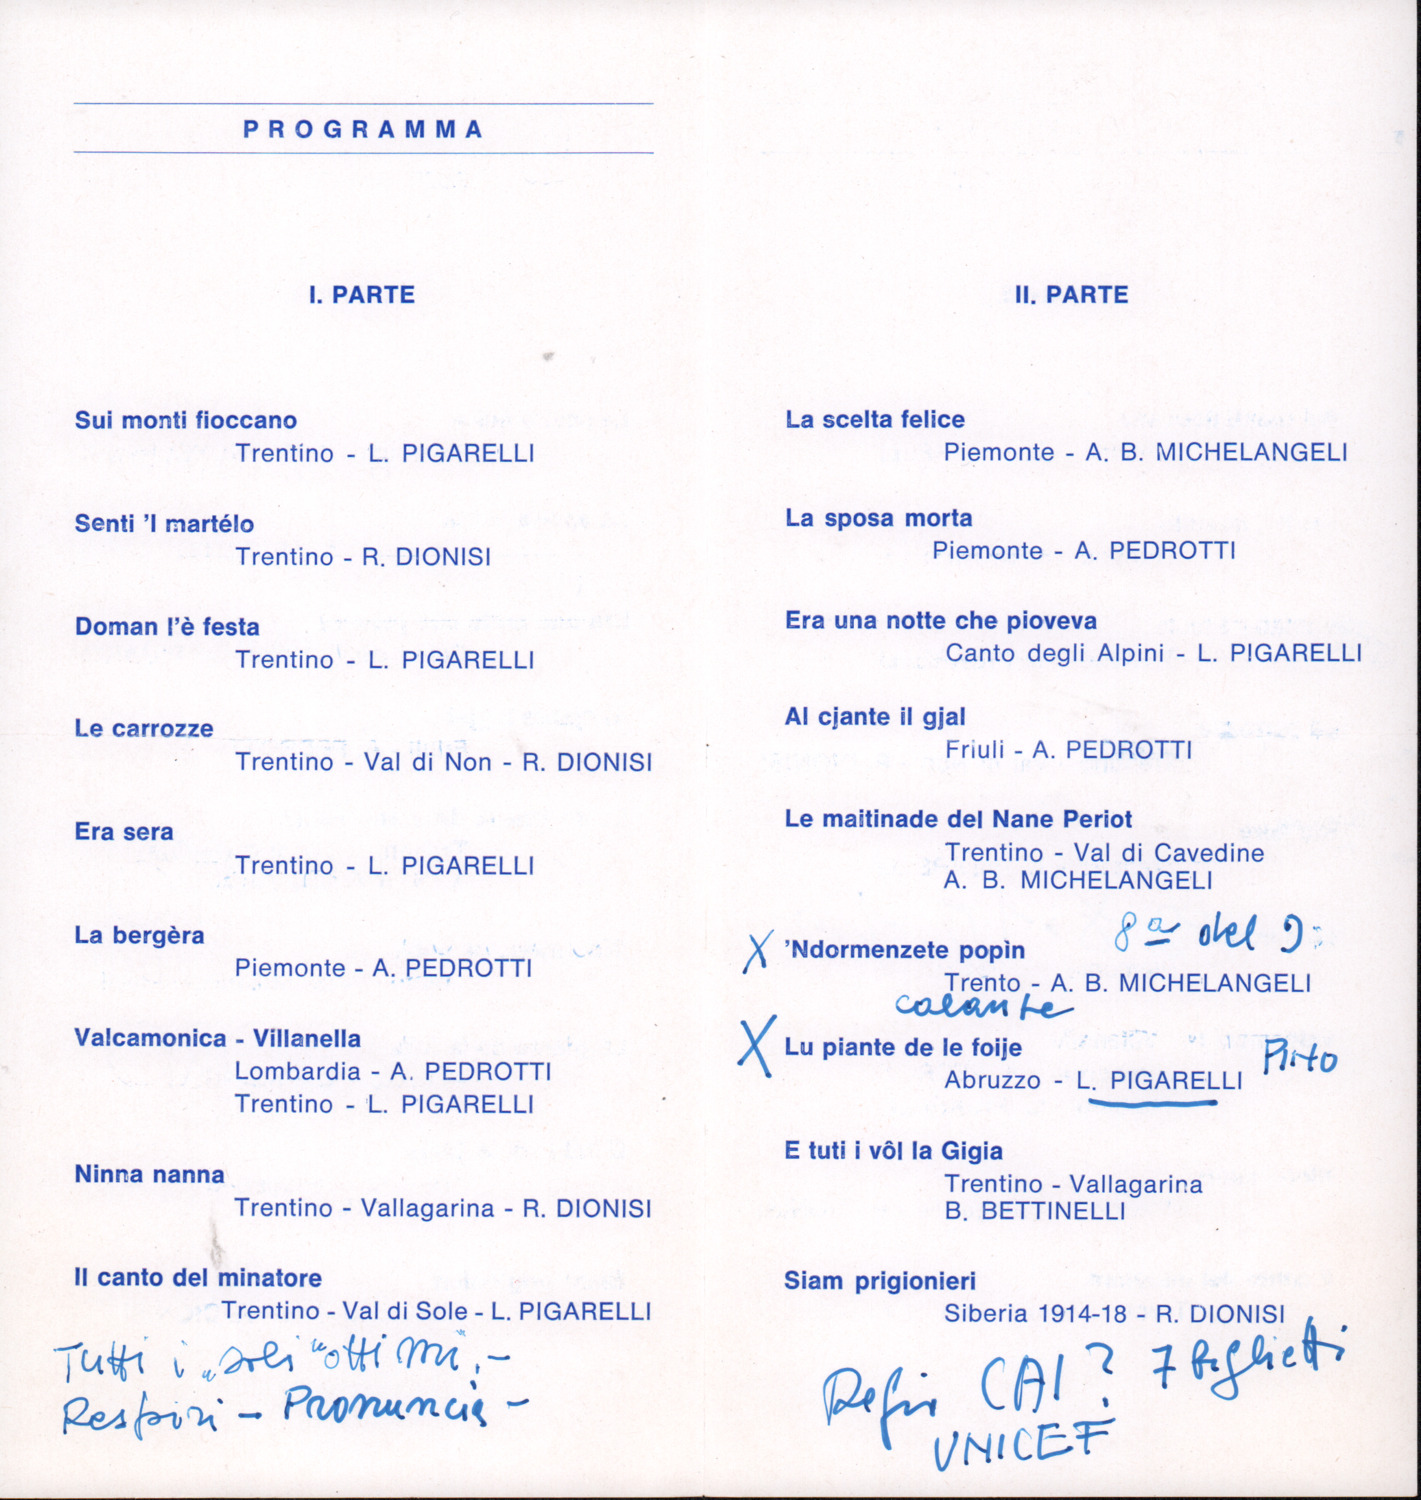 PROGRAMMA
I. PARTE
Sui monti fioccano
Trentino - L. PIGARELLI
Senti 'l martélo
Trentino - R. DIONISI
Doman l'è festa
Trentino - L. PIGARELLI
Le carrozze
Trentino - Val di Non - R. DIONISI
Era sera
Trentino - L. PIGARELLI
La bergèra
Piemonte - A. PEDROTTI
Valcamonica - Villanella
Lombardia - A. PEDROTTI
Trentino - L. PIGARELLI
Ninna nanna
Trentino - Vallagarina - R. DIONISI
Il canto del minatore
Trentino - Val di Sole - L. PIGARELLI
Tutti i "soli" ottimi.-
Respiri - Pronuncia -
II. PARTE
La scelta felice
Piemonte - A. B. MICHELANGELI
La sposa morta
Piemonte - A. PEDROTTI
Era una notte che pioveva
Canto degli Alpini - L. PIGARELLI
Al cjante il gjal
Friuli - A. PEDROTTI
Le maitinade del Nane Periot
Trentino - Val di Cavedine
A. B. MICHELANGELI
8a del
X 'Ndormenzete popìn
Trento - A. B. MICHELANGELI
calante
X Lu piante de le foije
Abruzzo - L. PIGARELLI
E tuti i vôl la Gigia
Trentino - Vallagarina
B. BETTINELLI
Siam prigionieri
Siberia 1914-18 - R. DIONISI
CAI? 7 biglietti
UNICEF